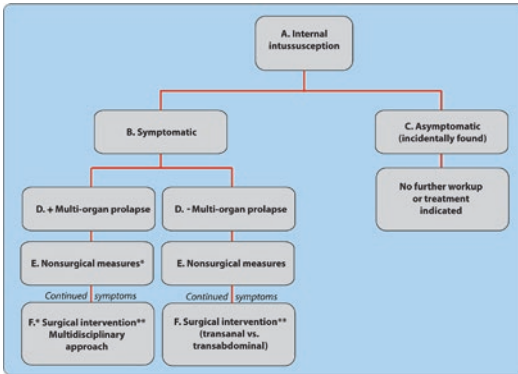 A. Internal
intussusception
B. Symptomatic
C. Asymptomatic
(incidentally found)
No further workup
or treatment
indicated
D. + Multi-organ prolapse
D. - Multi-organ prolapse
E. Nonsurgical measures*
E. Nonsurgical measures
Continued symptoms
Continued symptoms
F.* Surgical intervention**
Multidisciplinary
approach
F. Surgical intervention**
(transanal vs.
transabdominal)